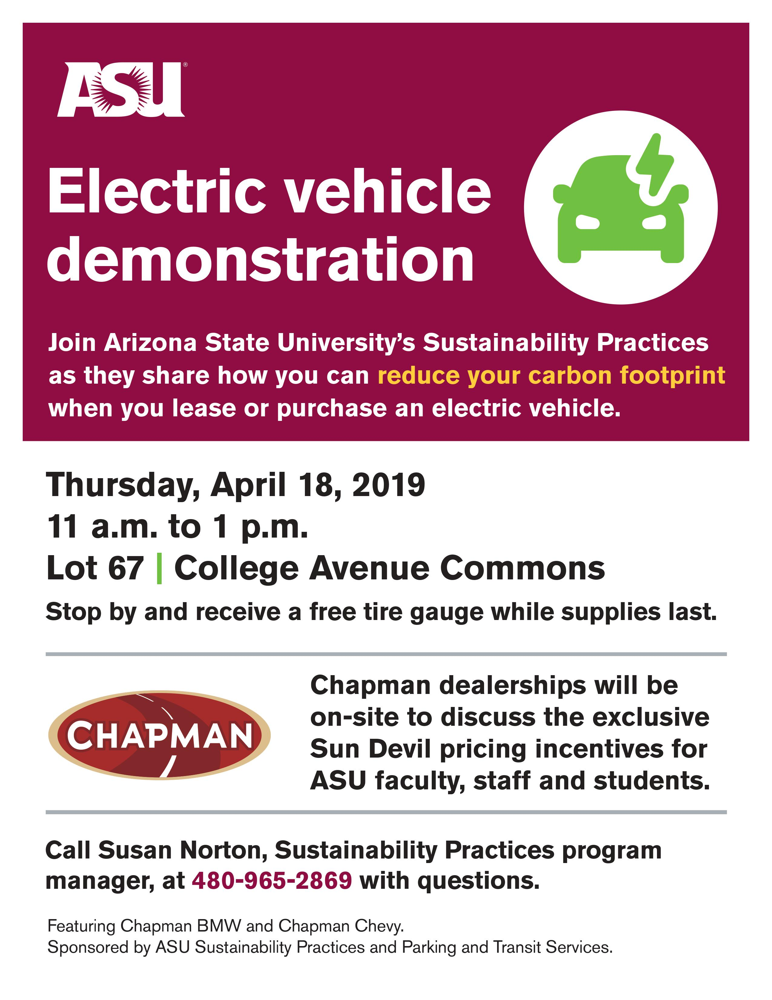 ASU®
Electric vehicle
demonstration
Join Arizona State University’s Sustainability Practices
as they share how you can reduce your carbon footprint
when you lease or purchase an electric vehicle.
Thursday, April 18, 2019
11 a.m. to 1 p.m.
Lot 67 | College Avenue Commons
Stop by and receive a free tire gauge while supplies last.
CHAPMAN
Chapman dealerships will be
on-site to discuss the exclusive
Sun Devil pricing incentives for
ASU faculty, staff and students.
Call Susan Norton, Sustainability Practices program
manager, at 480-965-2869 with questions.
Featuring Chapman BMW and Chapman Chevy.
Sponsored by ASU Sustainability Practices and Parking and Transit Services.